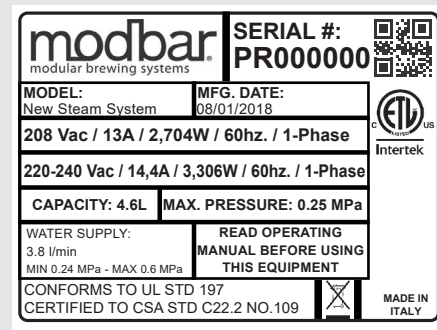 modbar.
modular brewing systems
SERIAL #:
PR000000
MODEL:
New Steam System
MFG. DATE:
08/01/2018
208 Vac / 13A / 2,704W / 60hz. / 1-Phase
220-240 Vac / 14,4A / 3,306W / 60hz. / 1-Phase
CAPACITY: 4.6L
MAX. PRESSURE: 0.25 MPa
WATER SUPPLY:
3.8 l/min
MIN 0.24 MPa - MAX 0.6 MPa
READ OPERATING
MANUAL BEFORE USING
THIS EQUIPMENT
CONFORMS TO UL STD 197
CERTIFIED TO CSA STD C22.2 NO.109
C ETL US
LISTED
Intertek
MADE IN
ITALY